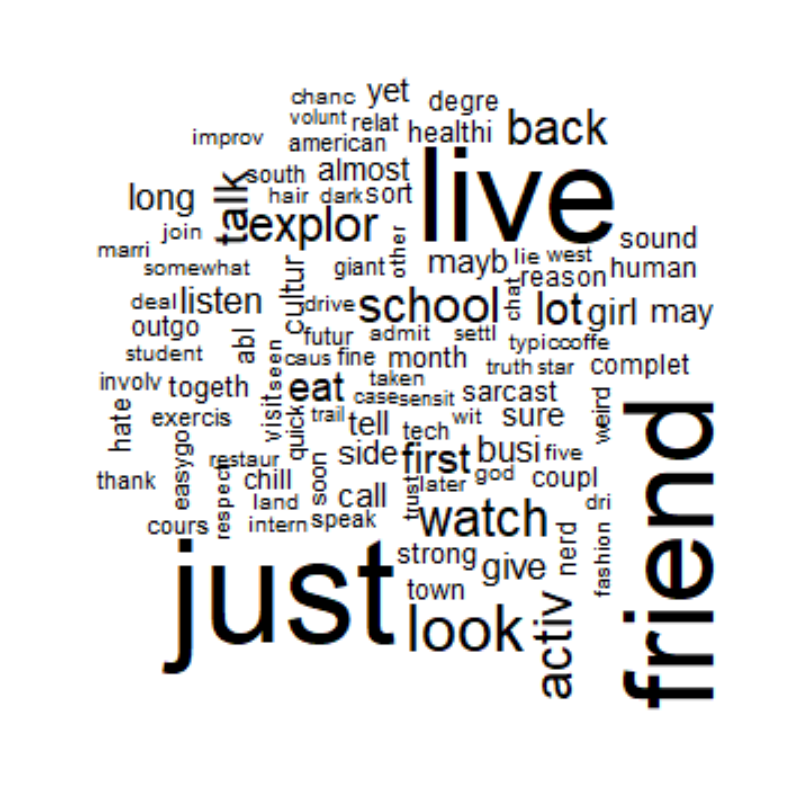 chanc yet degre
volunt relat
improv american healthi back
south almost
long talk hair dark sort live
join explor other sound
marri somewhat giant mayb lie west
reason human
deal listen cultur drive school chat lot girl may
outgo futur admit settl typic coffe
student abl seen caus fine month truth star complet
involv togeth eat taken
case sensit sarcast weird
hate exercis visit quick trail tell wit sure
tech
easygo restaur side first busi five
thank respect chill soon god coupl
land call trust later dri
cours intern speak watch
just strong give nerd fashion friend
town
look activ